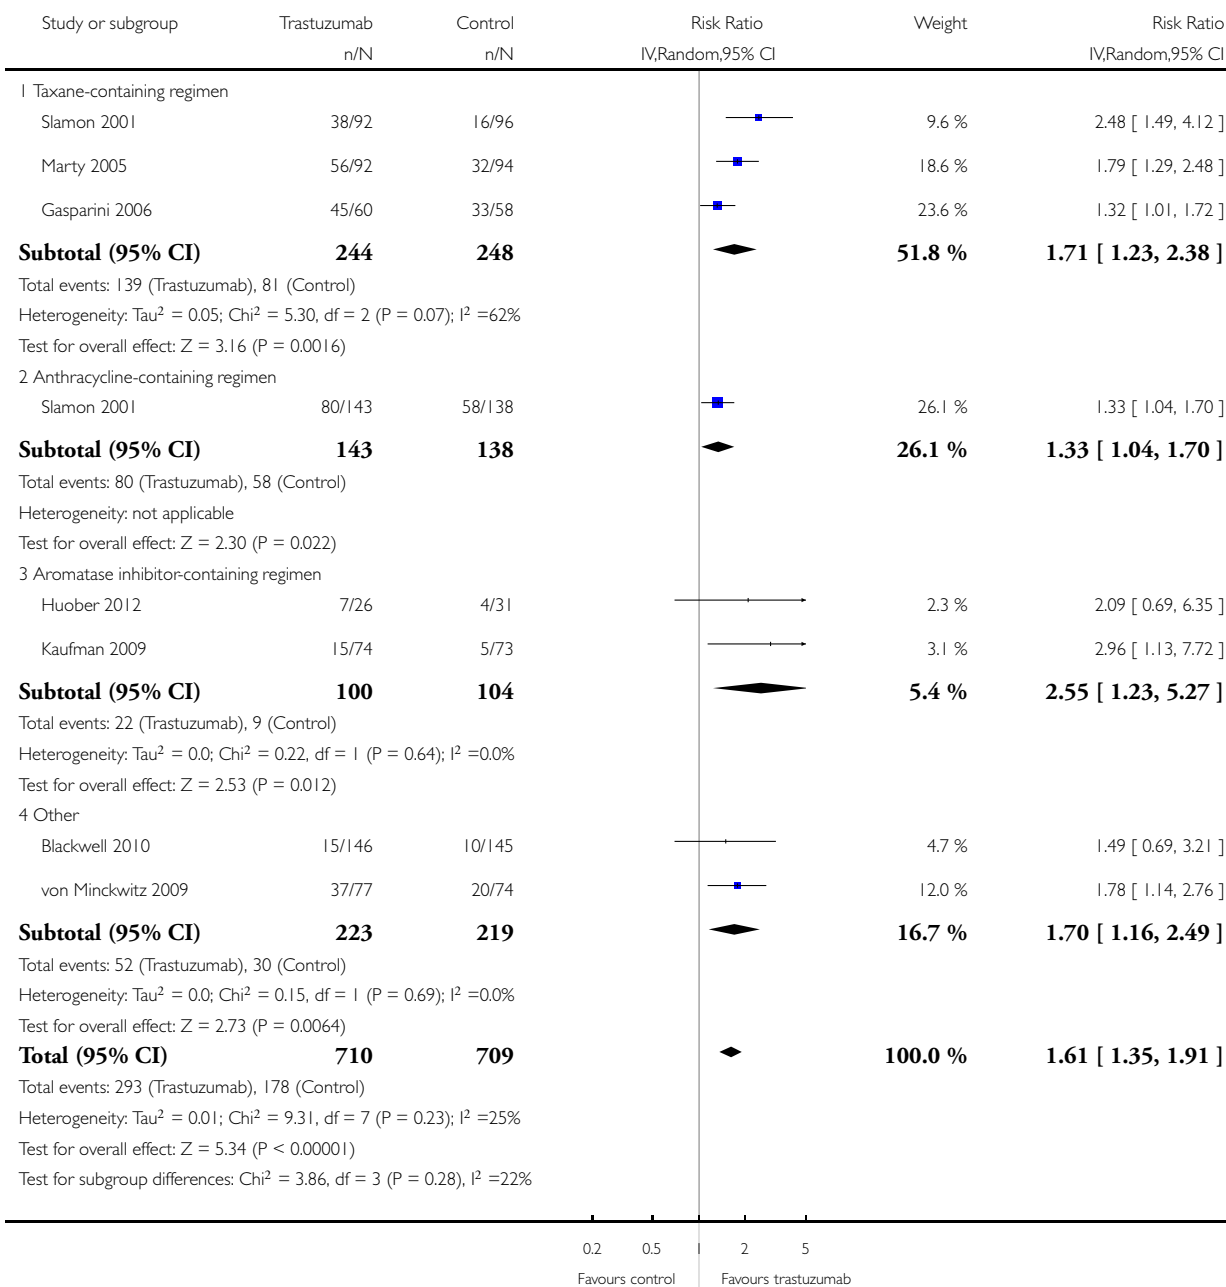 Study or subgroup Trastuzumab Control Risk Ratio Weight Risk Ratio
n/N n/N IV,Random,95% CI IV,Random,95% CI
1 Taxane-containing regimen
Slamon 2001 38/92 16/96 9.6 % 2.48 [ 1.49, 4.12 ]
Marty 2005 56/92 32/94 18.6 % 1.79 [ 1.29, 2.48 ]
Gasparini 2006 45/60 33/58 23.6 % 1.32 [ 1.01, 1.72 ]
Subtotal (95% CI) 244 248 51.8 % 1.71 [ 1.23, 2.38 ]
Total events: 139 (Trastuzumab), 81 (Control)
Heterogeneity: Tau² = 0.05; Chi² = 5.30, df = 2 (P = 0.07); I² =62%
Test for overall effect: Z = 3.16 (P = 0.0016)
2 Anthracycline-containing regimen
Slamon 2001 80/143 58/138 26.1 % 1.33 [ 1.04, 1.70 ]
Subtotal (95% CI) 143 138 26.1 % 1.33 [ 1.04, 1.70 ]
Total events: 80 (Trastuzumab), 58 (Control)
Heterogeneity: not applicable
Test for overall effect: Z = 2.30 (P = 0.022)
3 Aromatase inhibitor-containing regimen
Huober 2012 7/26 4/31 2.3 % 2.09 [ 0.69, 6.35 ]
Kaufman 2009 15/74 5/73 3.1 % 2.96 [ 1.13, 7.72 ]
Subtotal (95% CI) 100 104 5.4 % 2.55 [ 1.23, 5.27 ]
Total events: 22 (Trastuzumab), 9 (Control)
Heterogeneity: Tau² = 0.0; Chi² = 0.22, df = 1 (P = 0.64); I² =0.0%
Test for overall effect: Z = 2.53 (P = 0.012)
4 Other
Blackwell 2010 15/146 10/145 4.7 % 1.49 [ 0.69, 3.21 ]
von Minckwitz 2009 37/77 20/74 12.0 % 1.78 [ 1.14, 2.76 ]
Subtotal (95% CI) 223 219 16.7 % 1.70 [ 1.16, 2.49 ]
Total events: 52 (Trastuzumab), 30 (Control)
Heterogeneity: Tau² = 0.0; Chi² = 0.15, df = 1 (P = 0.69); I² =0.0%
Test for overall effect: Z = 2.73 (P = 0.0064)
Total (95% CI) 710 709 100.0 % 1.61 [ 1.35, 1.91 ]
Total events: 293 (Trastuzumab), 178 (Control)
Heterogeneity: Tau² = 0.01; Chi² = 9.31, df = 7 (P = 0.23); I² =25%
Test for overall effect: Z = 5.34 (P < 0.00001)
Test for subgroup differences: Chi² = 3.86, df = 3 (P = 0.28), I² =22%
0.2 0.5 1 2 5
Favours control Favours trastuzumab